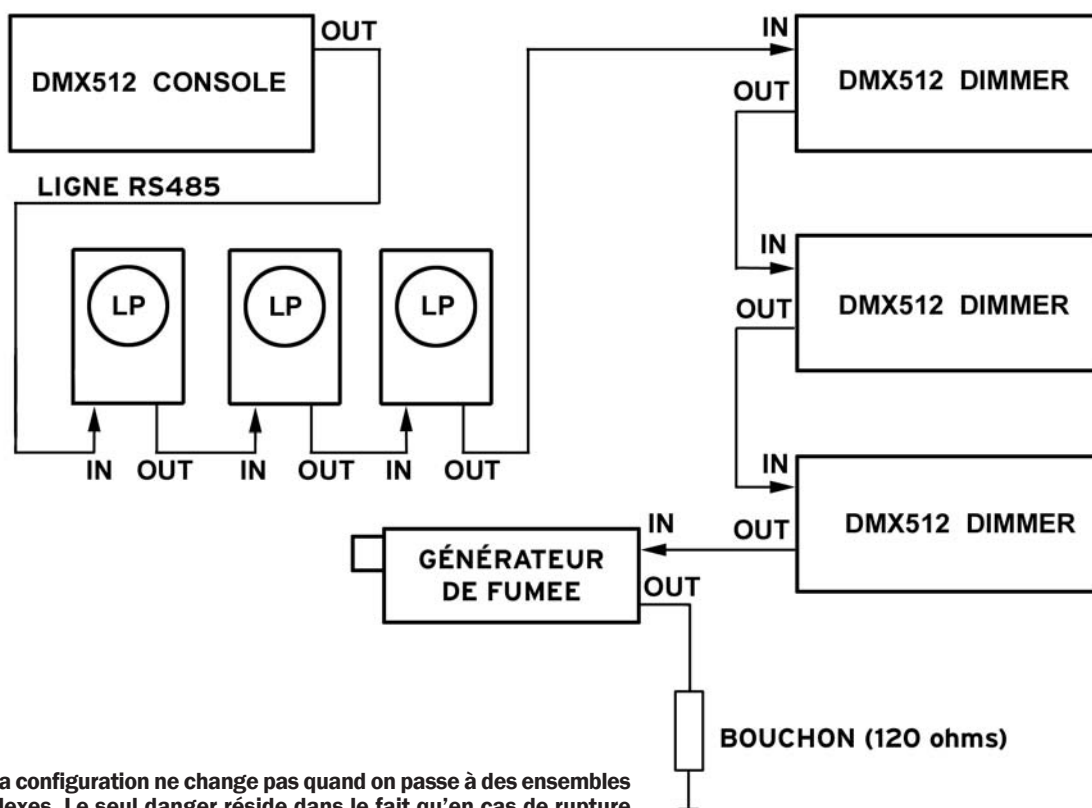 OUT
DMX512 CONSOLE
LIGNE RS485
LP
LP
LP
IN OUT IN OUT IN OUT
IN
DMX512 DIMMER
OUT
IN
DMX512 DIMMER
OUT
IN
DMX512 DIMMER
OUT
IN
GÉNÉRATEUR
DE FUMEE
OUT
BOUCHON (120 ohms)
a configuration ne change pas quand on passe à des ensembles
Le seul danger réside dans le fait qu'en cas de rupture